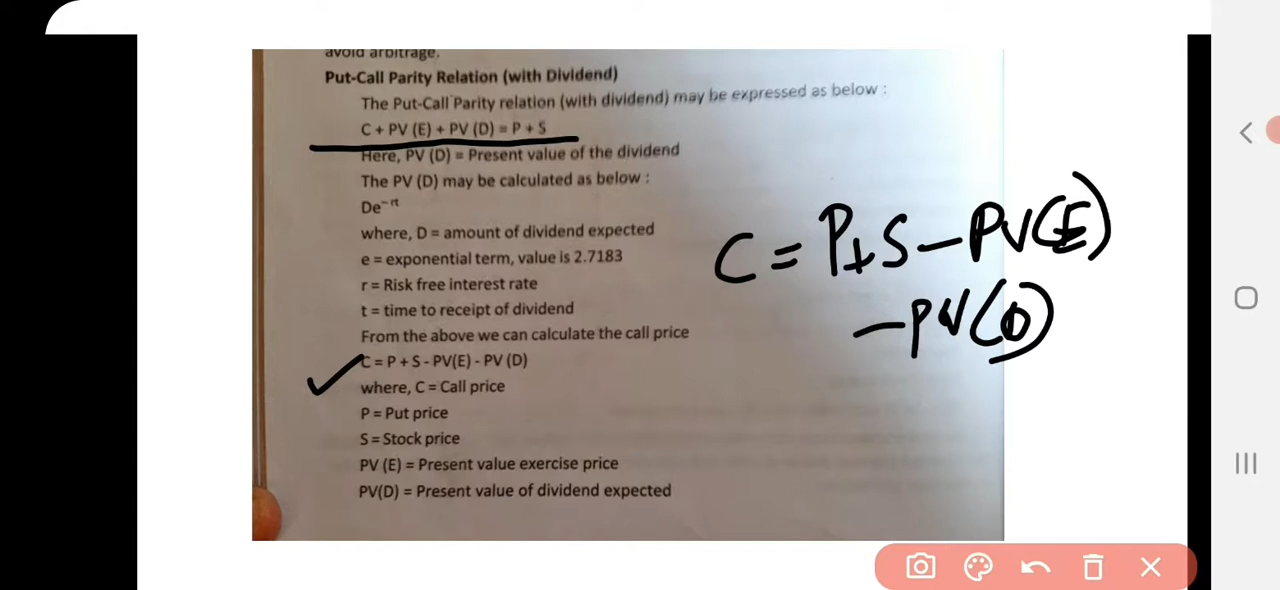 avoid arbitrage.
Put-Call Parity Relation (with Dividend)
The Put-Call Parity relation (with dividend) may be expressed as below :
C + PV (E) + PV (D) = P + S
Here, PV (D) = Present value of the dividend
The PV (D) may be calculated as below :
De⁻ʳᵗ
where, D = amount of dividend expected
e = exponential term, value is 2.7183
r = Risk free interest rate
t = time to receipt of dividend
From the above we can calculate the call price
C = P + S - PV(E) - PV (D)
where, C = Call price
P = Put price
S = Stock price
PV (E) = Present value exercise price
PV(D) = Present value of dividend expected
C = P+S - PV(E)
- PV(D)